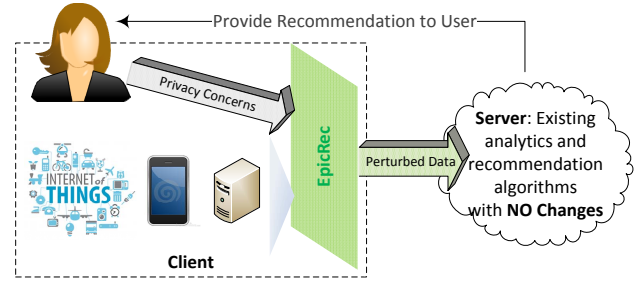 Provide Recommendation to User
Privacy Concerns
EpicRec
Perturbed Data
Server: Existing
analytics and
recommendation
algorithms
with NO Changes
INTERNET of
THINGS
Client